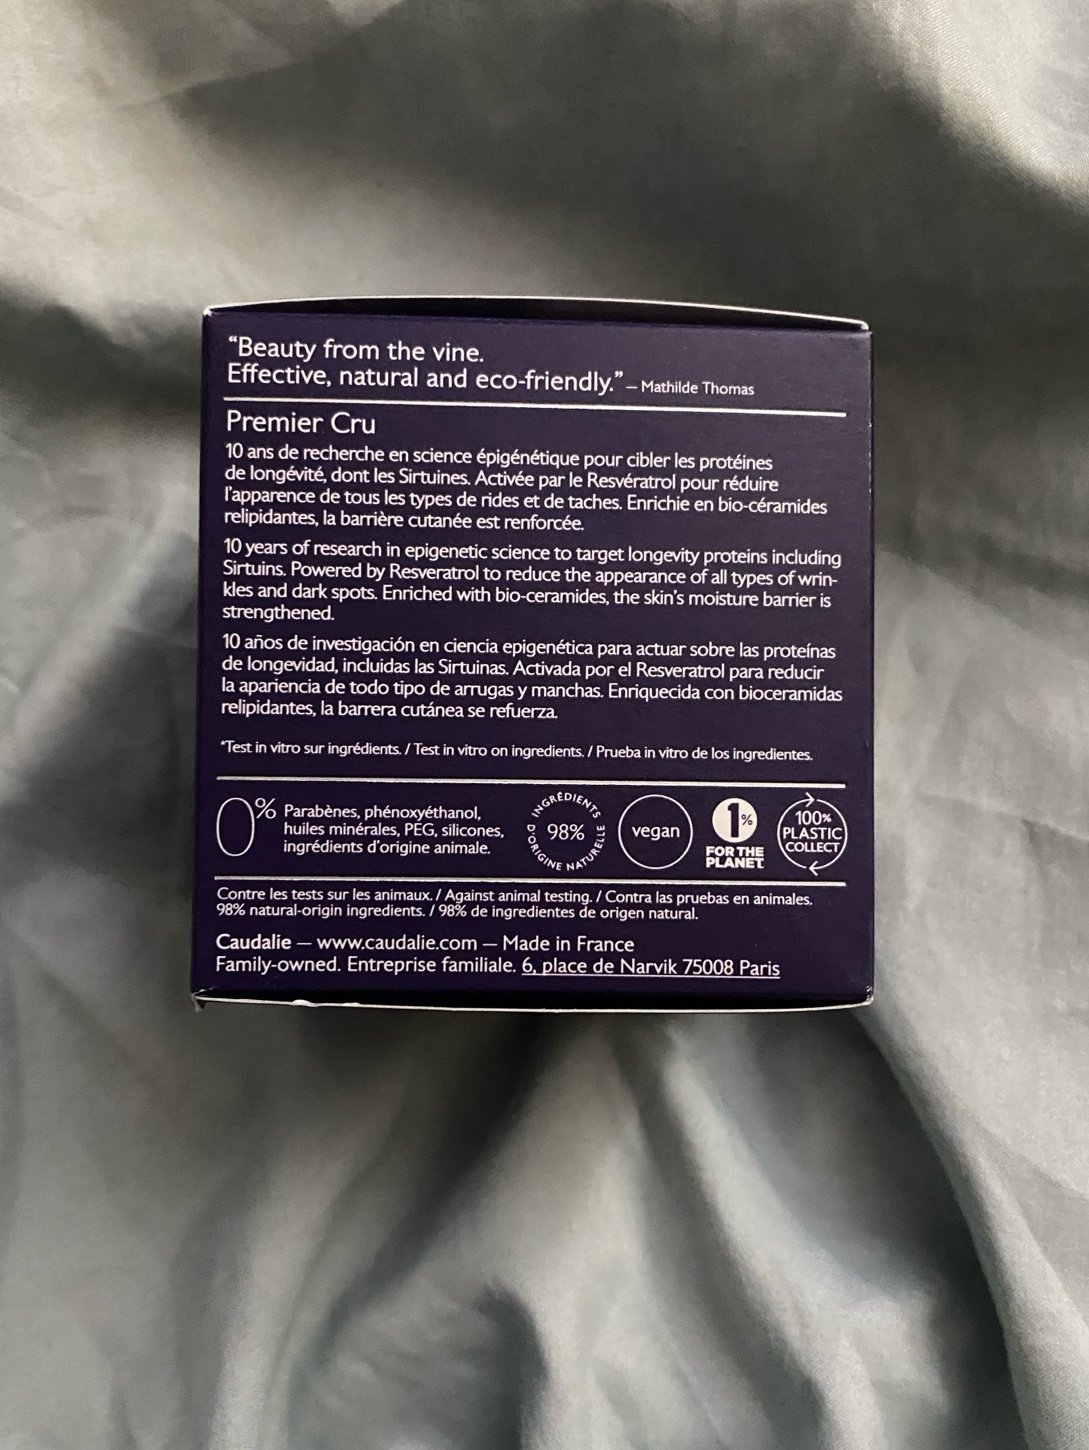 “Beauty from the vine.
Effective, natural and eco-friendly.” – Mathilde Thomas
Premier Cru
10 ans de recherche en science épigénétique pour cibler les protéines
de longévité, dont les Sirtuines. Activée par le Resvératrol pour réduire
l'apparence de tous les types de rides et de taches. Enrichie en bio-céramides
relipidantes, la barrière cutanée est renforcée.
10 years of research in epigenetic science to target longevity proteins including
Sirtuins. Powered by Resveratrol to reduce the appearance of all types of wrin-
kles and dark spots. Enriched with bio-ceramides, the skin's moisture barrier is
strengthened.
10 años de investigación en ciencia epigenética para actuar sobre las proteínas
de longevidad, incluidas las Sirtuinas. Activada por el Resveratrol para reducir
la apariencia de todo tipo de arrugas y manchas. Enriquecida con bioceramidas
relipidantes, la barrera cutánea se refuerza.
*Test in vitro sur ingrédients. / Test in vitro on ingredients. / Prueba in vitro de los ingredientes.
0% Parabènes, phénoxyéthanol,
huiles minérales, PEG, silicones,
ingrédients d'origine animale.
INGRÉDIENTS
98%
D'ORIGINE NATURELLE
vegan
1%
FOR THE
PLANET
100%
PLASTIC
COLLECT
Contre les tests sur les animaux. / Against animal testing. / Contra las pruebas en animales.
98% natural-origin ingredients. / 98% de ingredientes de origen natural.
Caudalie — www.caudalie.com — Made in France
Family-owned. Entreprise familiale. 6, place de Narvik 75008 Paris